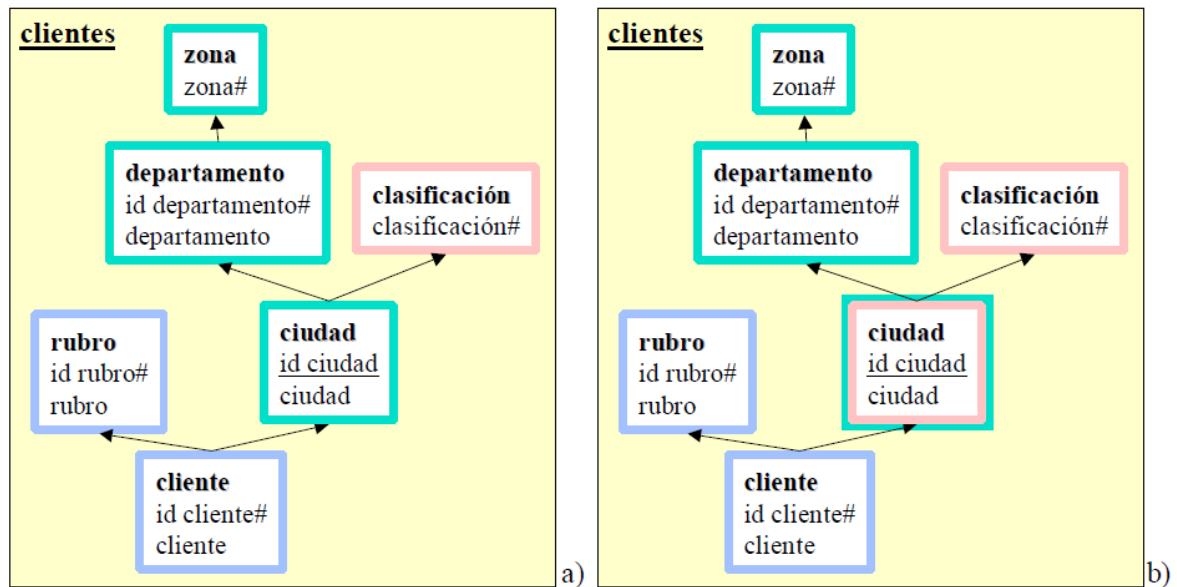 clientes
zona
zona#
departamento
id departamento#
departamento
clasificación
clasificación#
rubro
id rubro#
rubro
ciudad
id ciudad
ciudad
cliente
id cliente#
cliente
a)
clientes
zona
zona#
departamento
id departamento#
departamento
clasificación
clasificación#
rubro
id rubro#
rubro
ciudad
id ciudad
ciudad
cliente
id cliente#
cliente
b)